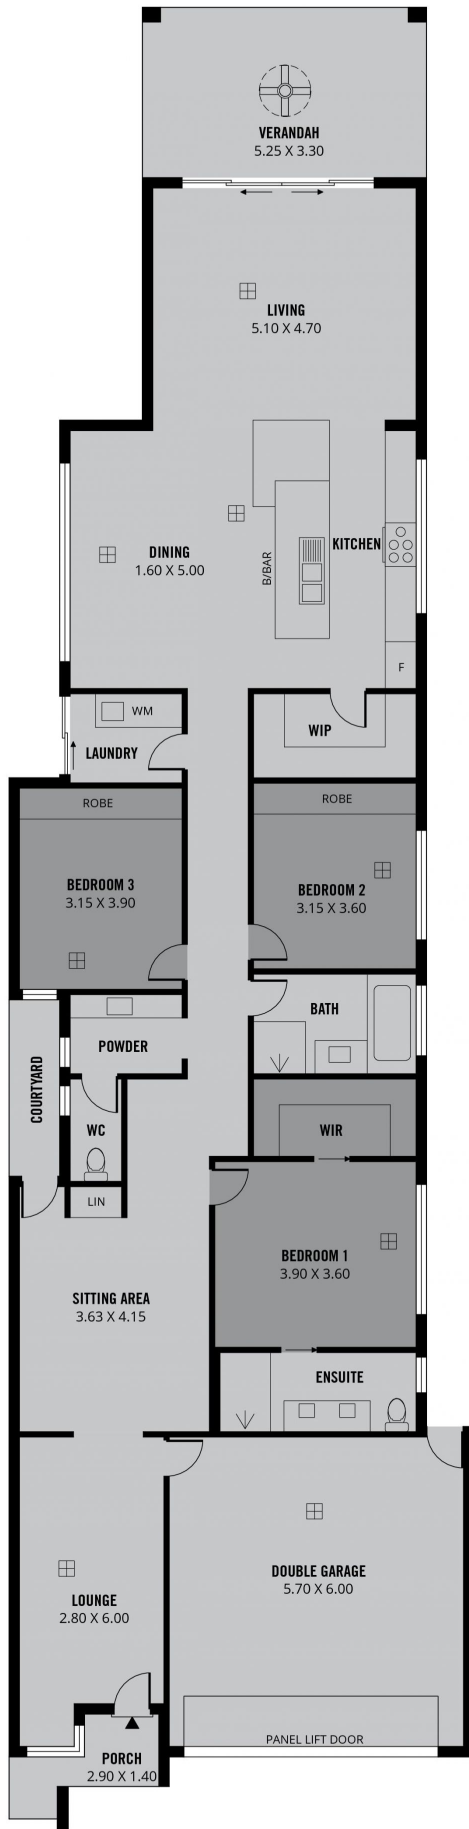 VERANDAH
5.25 X 3.30
LIVING
5.10 X 4.70
KITCHEN
DINING
1.60 X 5.00
B/BAR
F
WM
LAUNDRY
WIP
ROBE
ROBE
BEDROOM 3
3.15 X 3.90
BEDROOM 2
3.15 X 3.60
BATH
POWDER
COURTYARD
WC
WIR
LIN
BEDROOM 1
3.90 X 3.60
SITTING AREA
3.63 X 4.15
ENSUITE
DOUBLE GARAGE
5.70 X 6.00
LOUNGE
2.80 X 6.00
PANEL LIFT DOOR
PORCH
2.90 X 1.40